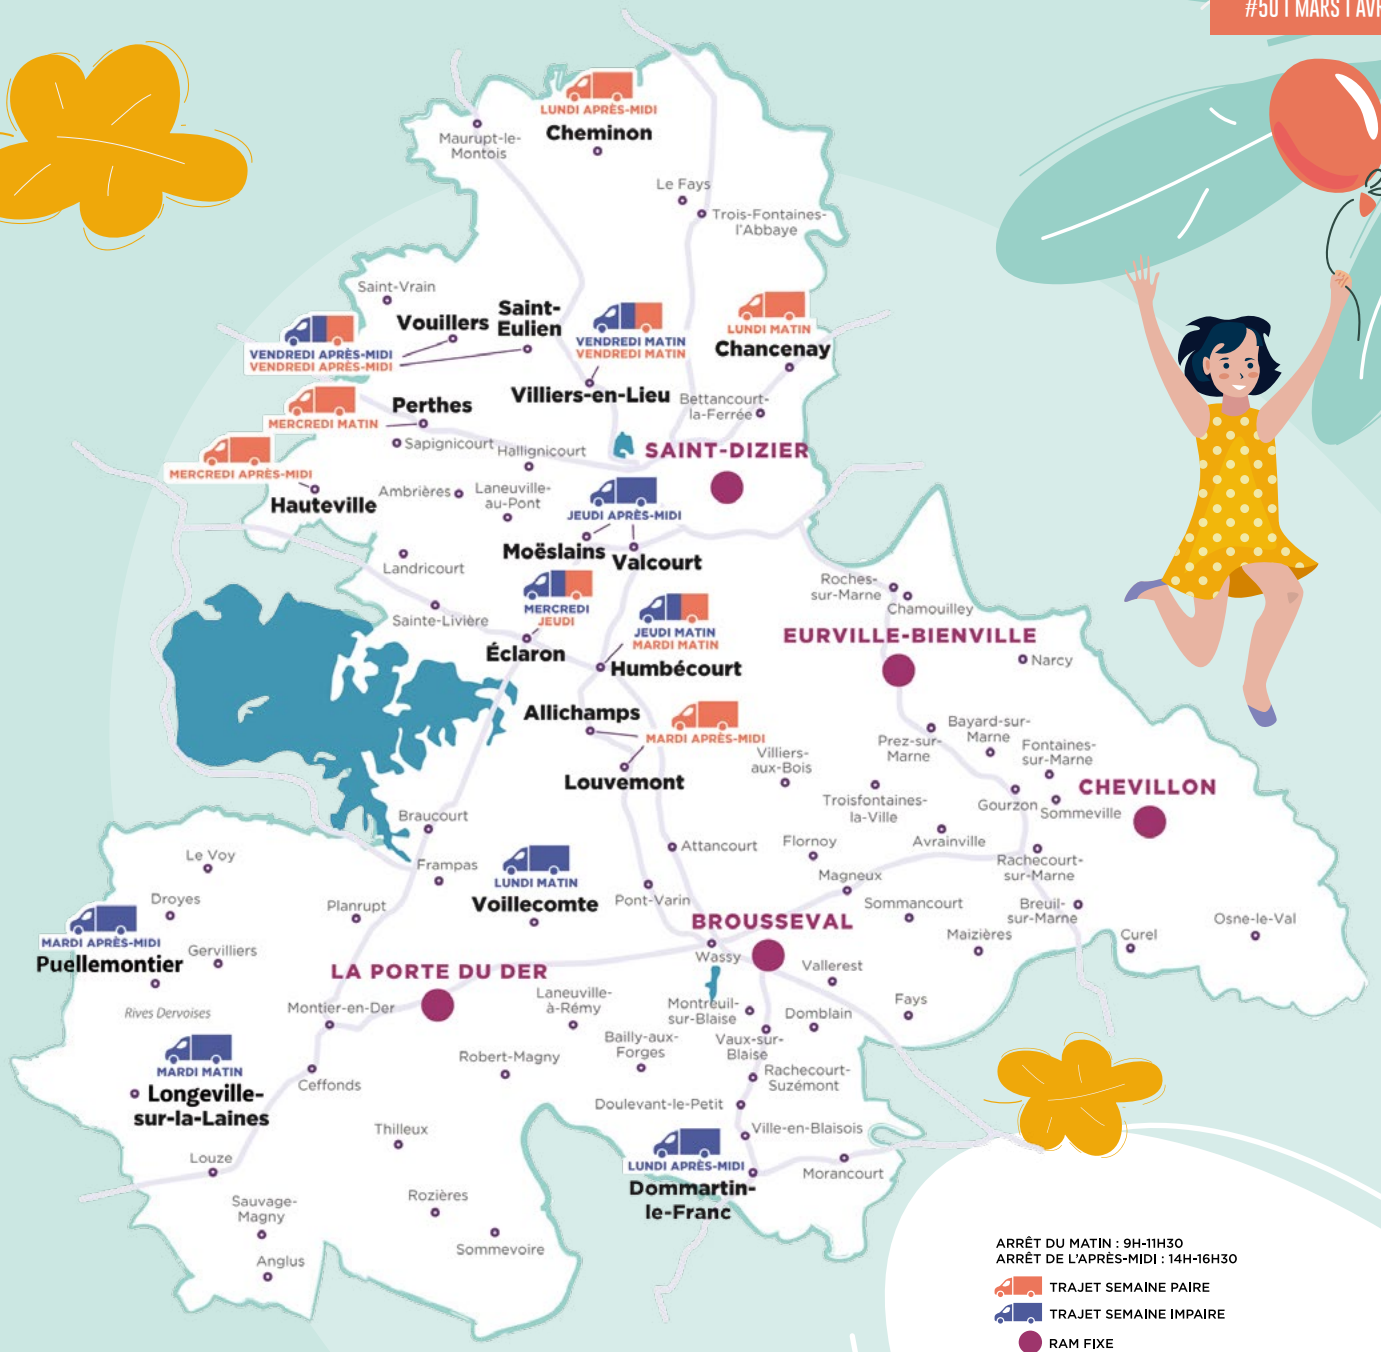 #50 I MARS I AVR
LUNDI APRÈS-MIDI
Cheminon
Maurupt-le-
Montois
Le Fays
Trois-Fontaines-
l'Abbaye
Saint-Vrain
Vouillers
Saint-
Eulien
VENDREDI APRÈS-MIDI
VENDREDI APRÈS-MIDI
VENDREDI MATIN
VENDREDI MATIN
Villiers-en-Lieu
LUNDI MATIN
Chancenay
Bettancourt-
la-Ferrée
MERCREDI MATIN
Perthes
Sapignicourt
Hallignicourt
SAINT-DIZIER
MERCREDI APRÈS-MIDI
Hauteville
Ambrières
Laneuville-
au-Pont
JEUDI APRÈS-MIDI
Moëslains
Valcourt
Landricourt
Sainte-Livière
MERCREDI
JEUDI
Éclaron
JEUDI MATIN
MARDI MATIN
Humbécourt
Roches-
sur-Marne
Chamouilley
EURVILLE-BIENVILLE
Narcy
Allichamps
MARDI APRÈS-MIDI
Louvemont
Villiers-
aux-Bois
Prez-sur-
Marne
Bayard-sur-
Marne
Fontaines-
sur-Marne
CHEVILLON
Troisfontaines-
la-Ville
Gourzon
Sommeville
Braucourt
Attancourt
Flornoy
Avrainville
Rachecourt-
sur-Marne
Le Voy
Frampas
LUNDI MATIN
Voillecomte
Pont-Varin
Magneux
Sommancourt
Breuil-
sur-Marne
Droyes
Planrupt
BROUSSEVAL
Maizières
Curel
Osne-le-Val
MARDI APRÈS-MIDI
Puellemontier
Gervilliers
Wassy
Vallerest
LA PORTE DU DER
Rives Dervoises
Montier-en-Der
Laneuville-
à-Rémy
Montreuil-
sur-Blaise
Domblain
Fays
MARDI MATIN
Longeville-
sur-la-Laines
Ceffonds
Robert-Magny
Bailly-aux-
Forges
Vaux-sur-
Blaise
Rachecourt-
Suzémont
Doulevant-le-Petit
Thilleux
Ville-en-Blaisois
Louze
LUNDI APRÈS-MIDI
Dommartin-
le-Franc
Morancourt
Sauvage-
Magny
Rozières
Anglus
Sommevoire
ARRÊT DU MATIN : 9H-11H30
ARRÊT DE L'APRÈS-MIDI : 14H-16H30
TRAJET SEMAINE PAIRE
TRAJET SEMAINE IMPAIRE
RAM FIXE